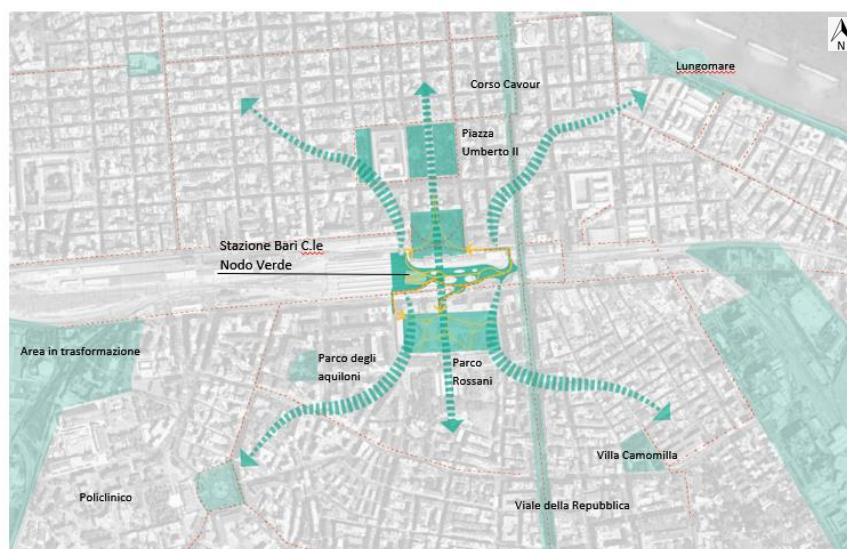 N
Lungomare
Corso Cavour
Piazza
Umberto II
Stazione Bari C.le
Nodo Verde
Area in trasformazione
Parco degli
aquiloni
Parco
Rossani
Villa Camomilla
Policlinico
Viale della Repubblica